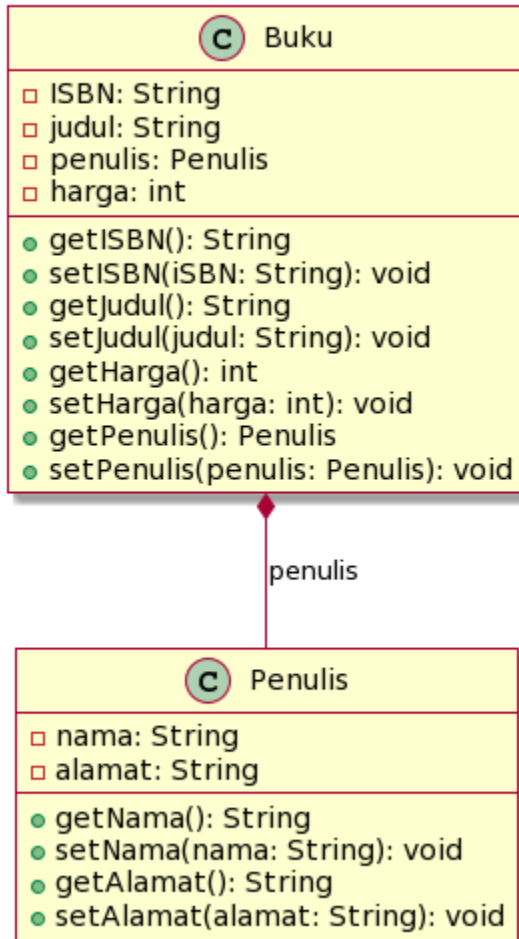 C Buku
ISBN: String
judul: String
penulis: Penulis
harga: int
getISBN(): String
setISBN(iSBN: String): void
getJudul(): String
setJudul(judul: String): void
getHarga(): int
setHarga(harga: int): void
getPenulis(): Penulis
setPenulis(penulis: Penulis): void
penulis
C Penulis
nama: String
alamat: String
getNama(): String
setNama(nama: String): void
getAlamat(): String
setAlamat(alamat: String): void